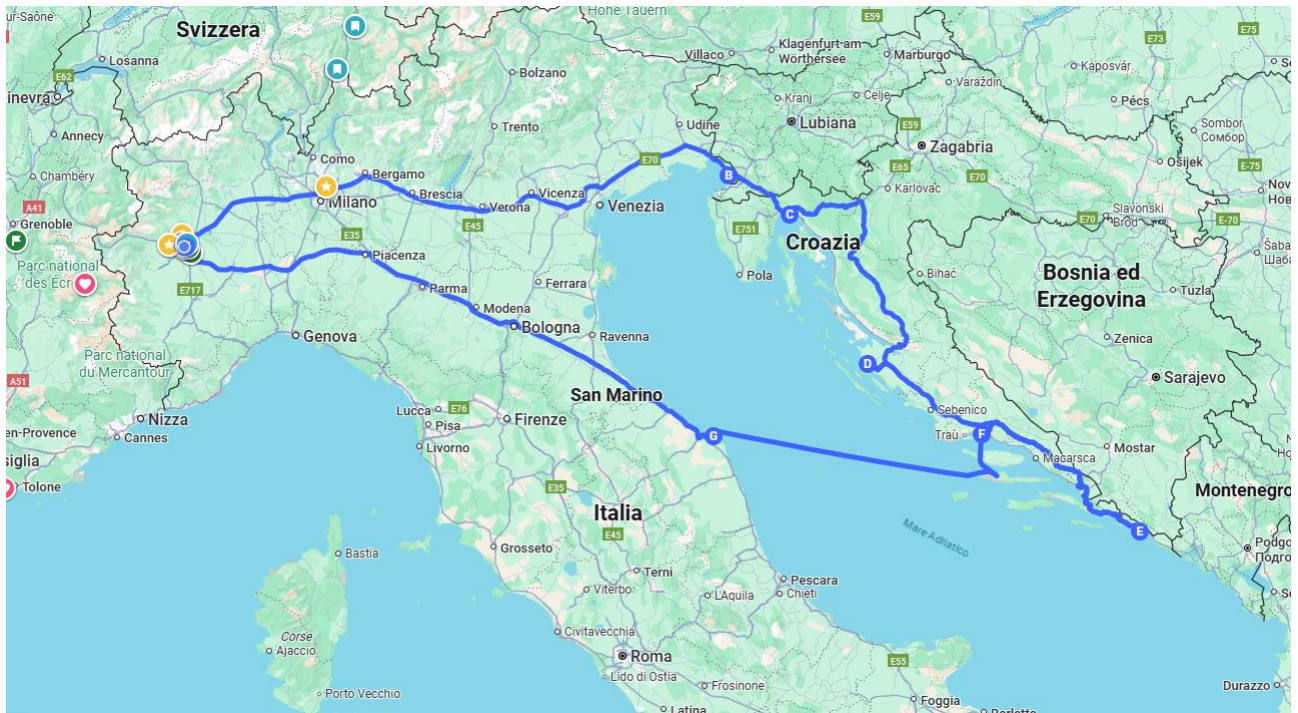 ur-Saône
Svizzera
Hohe Tauern
E59
E75
Losanna
E62
inevra
Annecy
Bolzano
Villaco
Klagenfurt am
Wörthersee
Marburgo
E73
Kaposvár
Varaždin
Pécs
Trento
Udine
Kranj
Celje
E59
Lubiana
Zagabria
Sombor
Сомбор
Chambéry
A41
Como
Bergamo
Brescia
E70
B
E65
Osijek
E-75
Grenoble
Milano
Vicenza
Verona
E45
Venezia
C
Karlovac
E70
Slavonski
Brod
E70
E-70
E35
E751
Croazia
Parc national
des Écr
Piacenza
Pola
Bihać
Bosnia ed
Erzegovina
Tuzla
E717
Parma
Ferrara
Modena
Genova
Bologna
Ravenna
Zenica
Parc national
du Mercantour
D
Sarajevo
A51
San Marino
Nizza
Cannes
Lucca
E76
Pisa
Firenze
Sebenico
Traù
F
G
Livorno
Macarsca
Mostar
en-Provence
siglia
Tolone
E35
Montenegro
Italia
E45
Mare Adriatico
E
Grosseto
Bastia
Terni
Viterbo
L'Aquila
Pescara
Chieti
Corse
Ajaccio
Civitavecchia
Roma
Lido di Ostia
Frosinone
E55
Porto Vecchio
Latina
Foggia
Durazzo